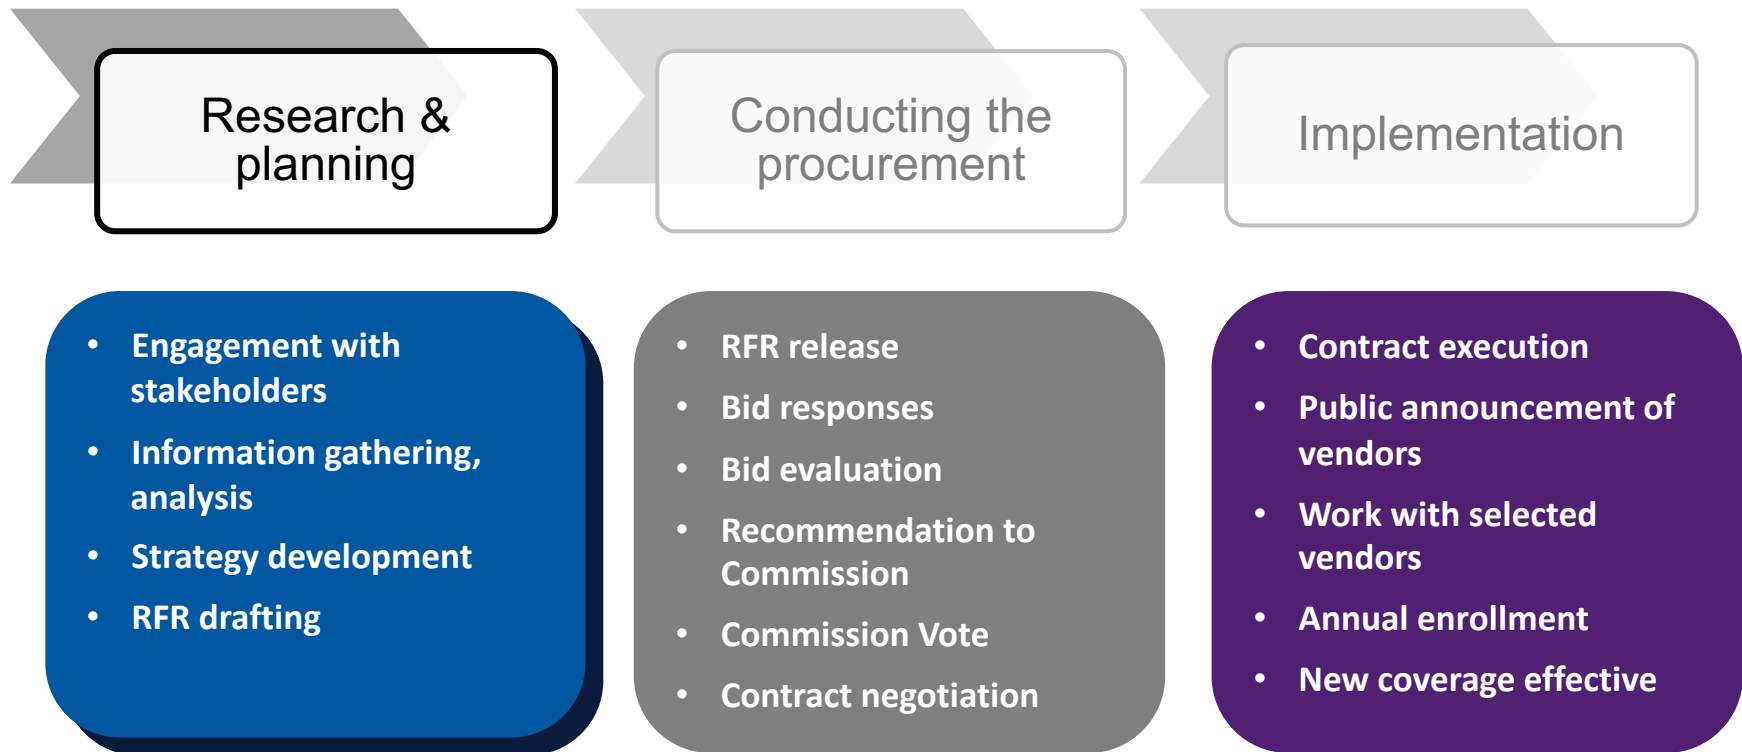 Research &
planning
Conducting the
procurement
Implementation
• Engagement with
stakeholders
• Information gathering,
analysis
• Strategy development
• RFR drafting
• RFR release
• Bid responses
• Bid evaluation
• Recommendation to
Commission
• Commission Vote
• Contract negotiation
• Contract execution
• Public announcement of
vendors
• Work with selected
vendors
• Annual enrollment
• New coverage effective